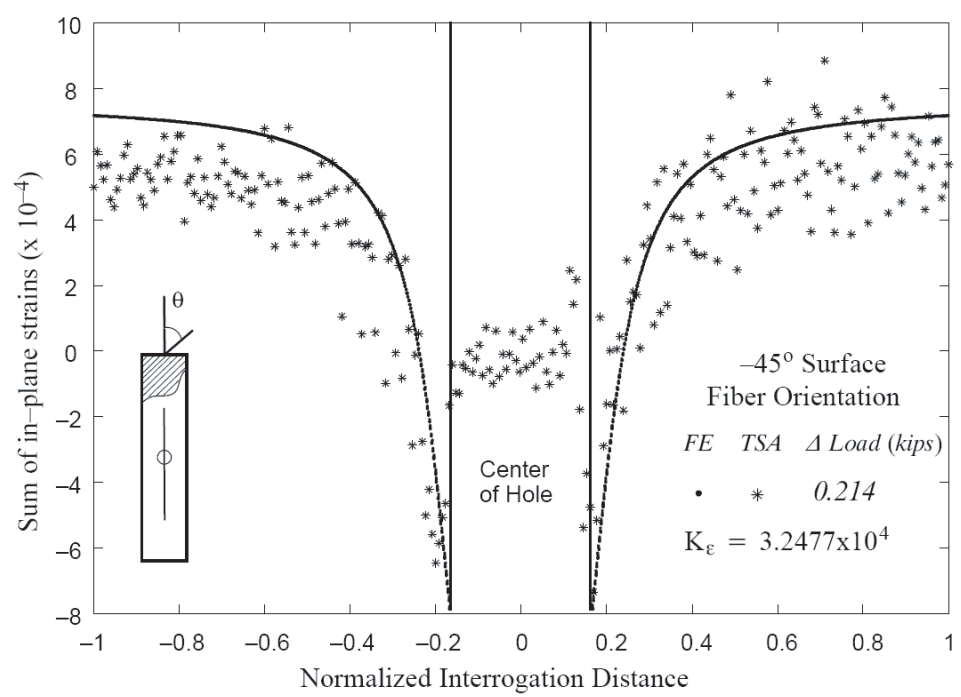 10
8
6
4
2
0
−2
−4
−6
−8
Sum of in–plane strains (x 10⁻⁴)
θ
Center
of Hole
–45° Surface
Fiber Orientation
FE TSA Δ Load (kips)
• * 0.214
Kε = 3.2477x10⁴
−1 −0.8 −0.6 −0.4 −0.2 0 0.2 0.4 0.6 0.8 1
Normalized Interrogation Distance